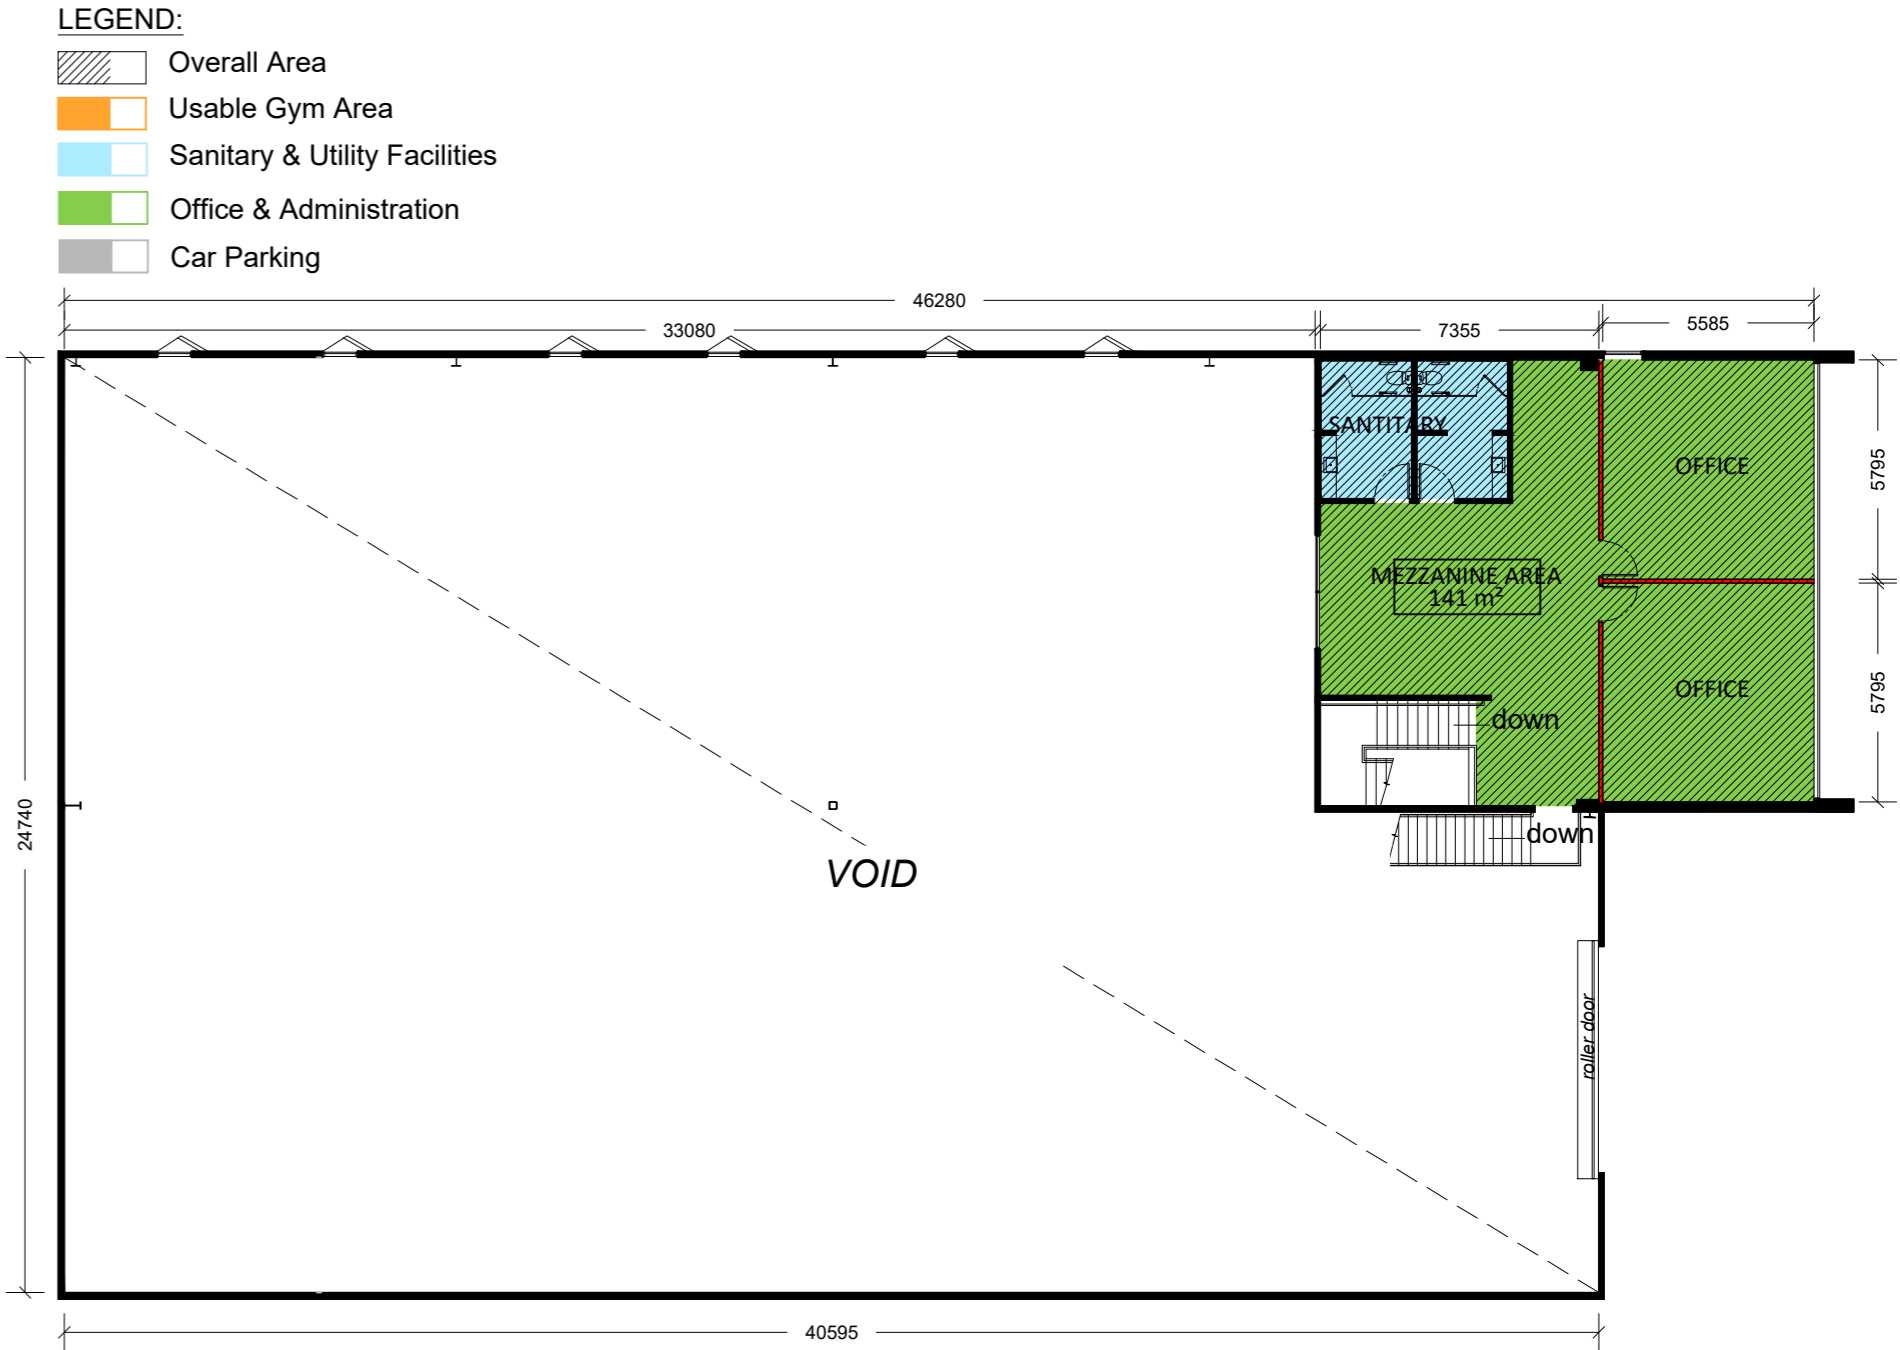 LEGEND:
Overall Area
Usable Gym Area
Sanitary & Utility Facilities
Office & Administration
Car Parking
46280
33080
7355
5585
SANTITARY
OFFICE
5795
MEZZANINE AREA
141 m²
OFFICE
5795
down
24740
down
VOID
roller door
40595